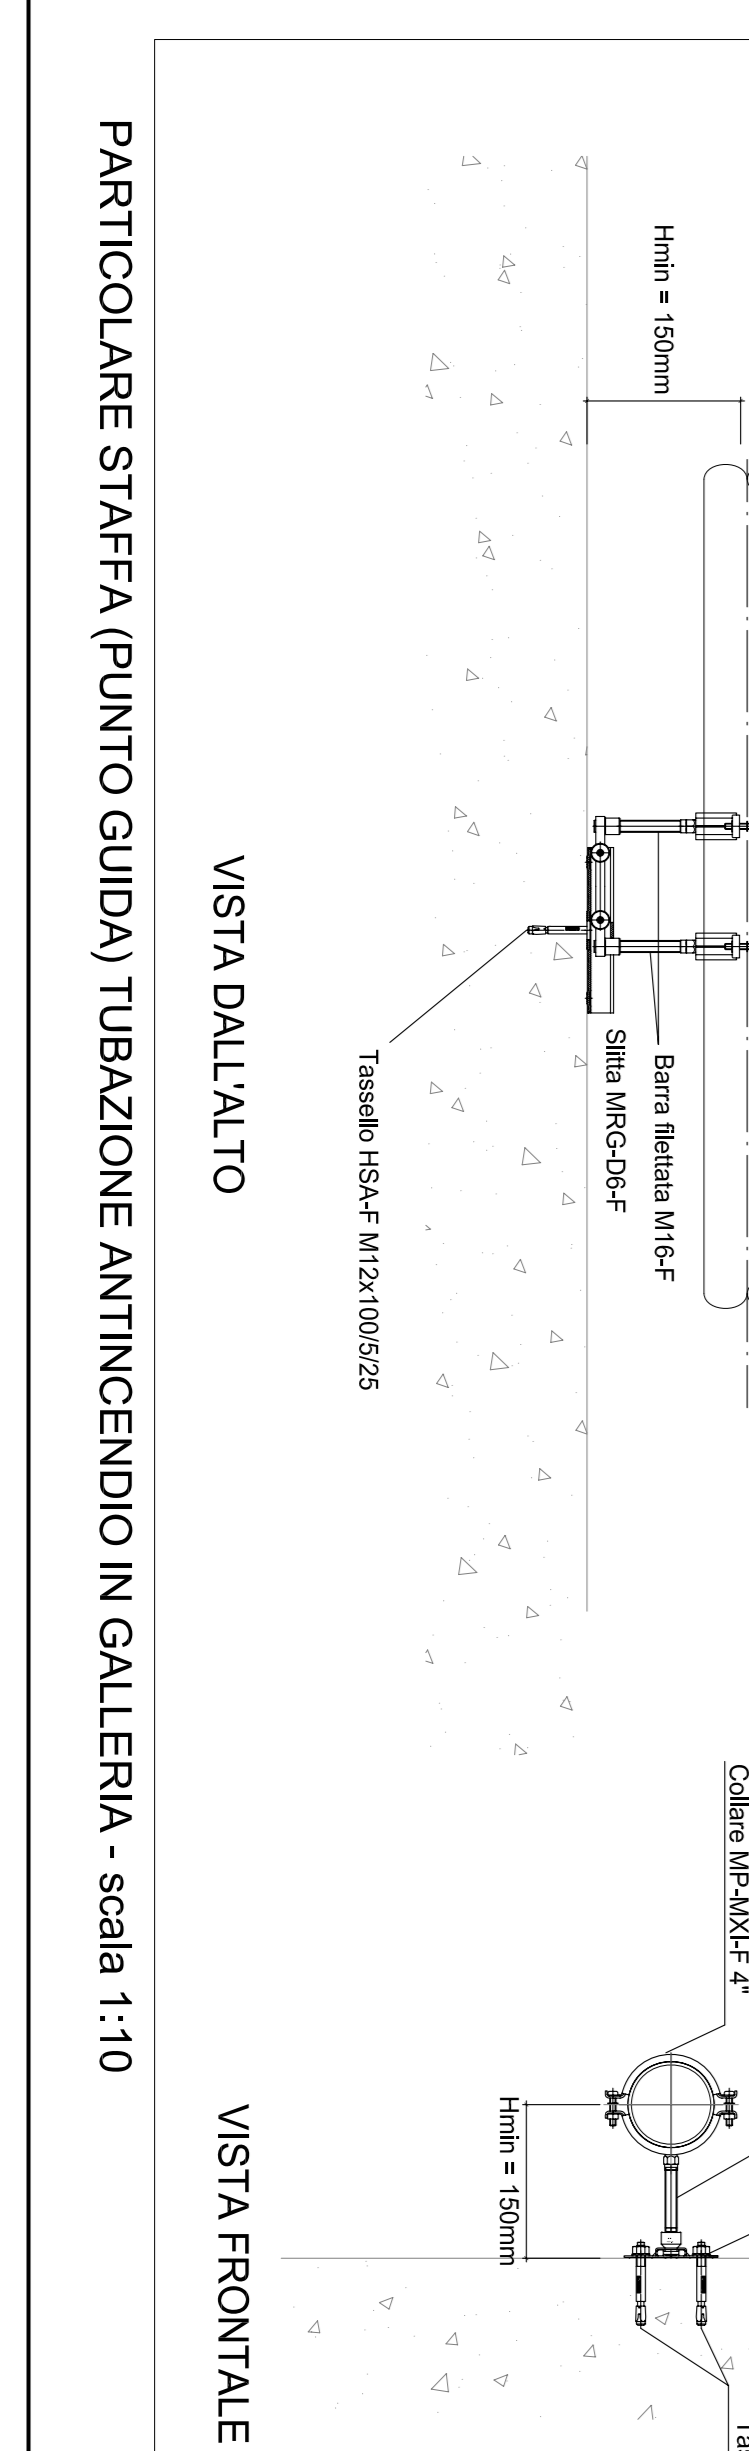 Hmin = 150mm
Barra filettata M16-F
Slitta MRG-D6-F
Tassello HSA-F M12x100/5/25
VISTA DALL'ALTO
Collare MP-MXI-F 4"
Hmin = 150mm
VISTA FRONTALE
PARTICOLARE STAFFA (PUNTO GUIDA) TUBAZIONE ANTINCENDIO IN GALLERIA - scala 1:10